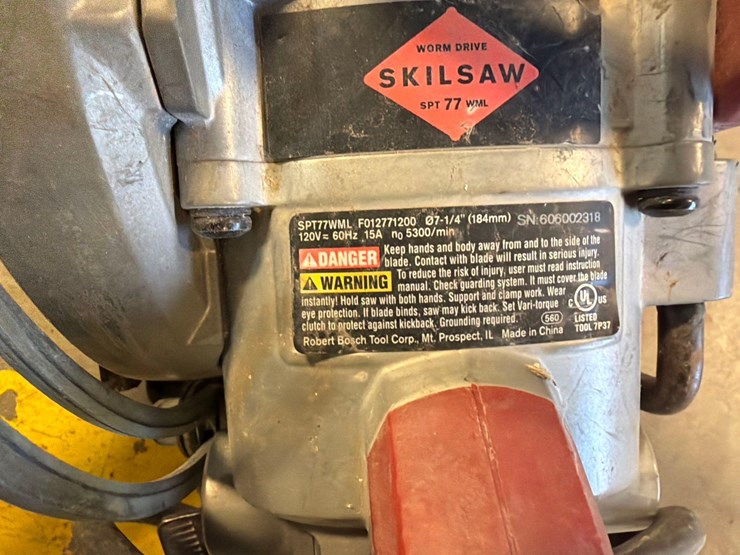 WORM DRIVE
SKILSAW
SPT 77 WML
SPT77WML F012771200 Ø7-1/4" (184mm) SN:606002318
120V≂ 60Hz 15A n₀ 5300/min
DANGER Keep hands and body away from and to the side of the
blade. Contact with blade will result in serious injury.
WARNING To reduce the risk of injury, user must read instruction
manual. Check guarding system. It must cover the blade
instantly! Hold saw with both hands. Support and clamp work. Wear
eye protection. If blade binds, saw may kick back. Set Vari-torque
clutch to protect against kickback. Grounding required. 560
C UL US
LISTED
TOOL 7P37
Robert Bosch Tool Corp., Mt. Prospect, IL Made in China